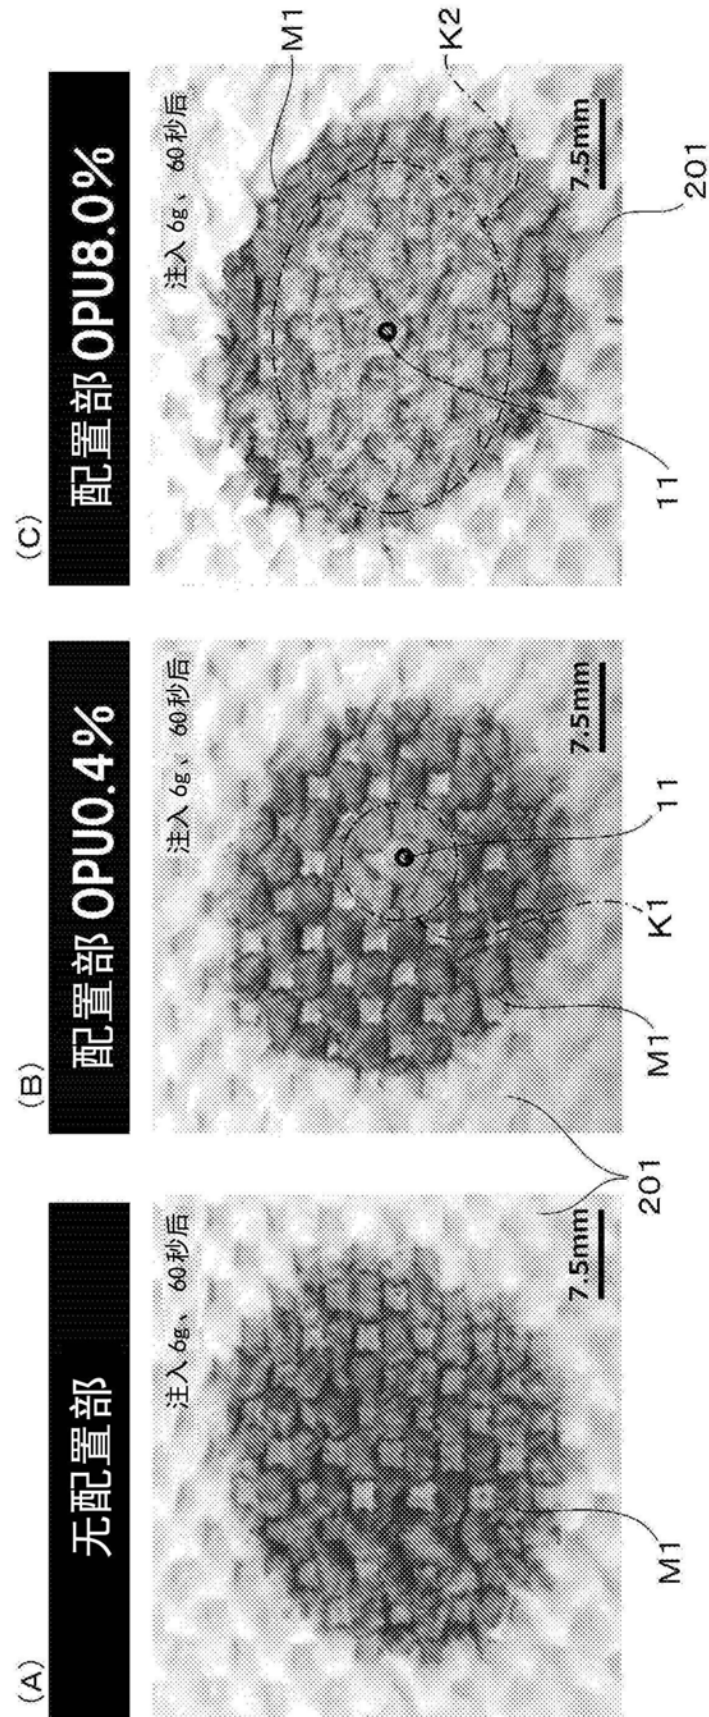 (A)
无配置部
注入 6g、 60秒后
7.5mm
M1
201
(B)
配置部 OPU0.4%
注入 6g、 60秒后
7.5mm
M1
K1
11
(C)
配置部 OPU8.0%
注入 6g、 60秒后
7.5mm
M1
K2
11
201